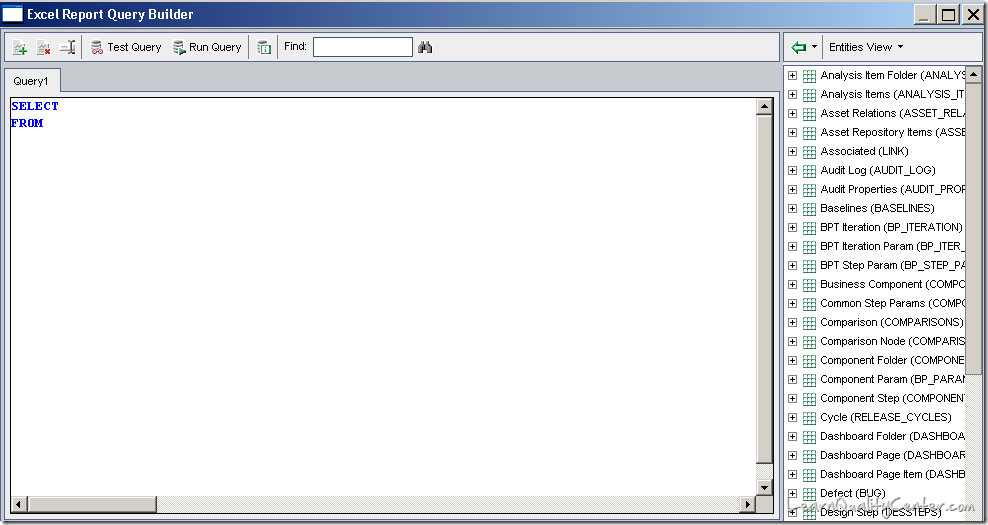 Excel Report Query Builder
Test Query Run Query Find:
Entities View
Query1
SELECT
FROM
Analysis Item Folder (ANALYS
Analysis Items (ANALYSIS_IT
Asset Relations (ASSET_REL
Asset Repository Items (ASSE
Associated (LINK)
Audit Log (AUDIT_LOG)
Audit Properties (AUDIT_PROP
Baselines (BASELINES)
BPT Iteration (BP_ITERATION)
BPT Iteration Param (BP_ITER_
BPT Step Param (BP_STEP_PA
Business Component (COMPO
Common Step Params (COMPO
Comparison (COMPARISONS)
Comparison Node (COMPARIS
Component Folder (COMPONE
Component Param (BP_PARAM
Component Step (COMPONENT
Cycle (RELEASE_CYCLES)
Dashboard Folder (DASHBOA
Dashboard Page (DASHBOAR
Dashboard Page Item (DASHB
Defect (BUG)
Design Step (DESSTEPS)
LearnQualityCenter.com